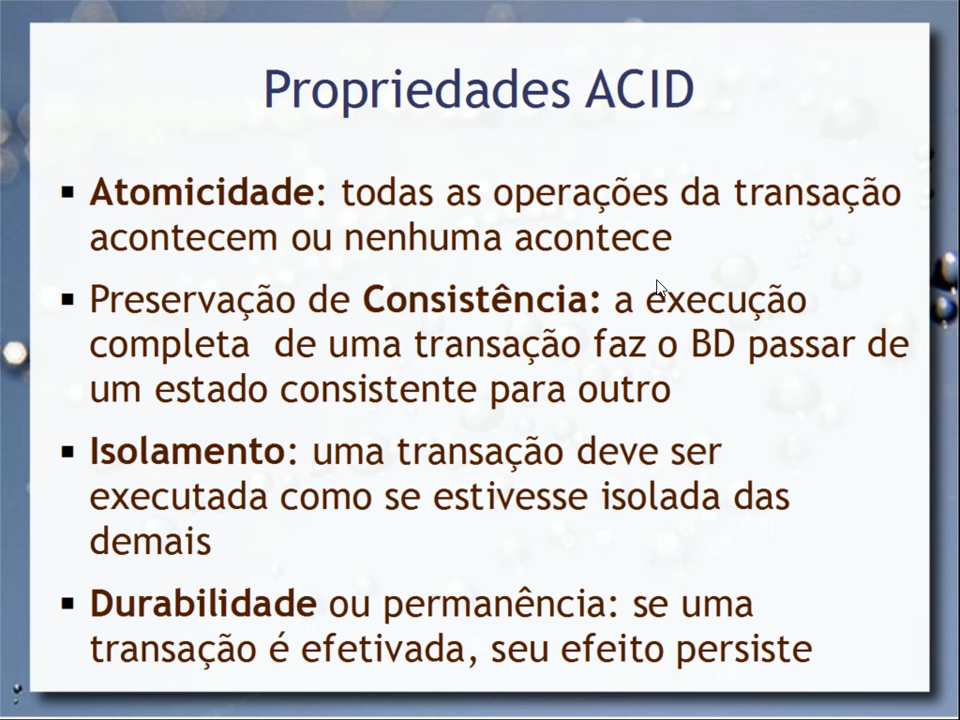 Propriedades ACID
▪ Atomicidade: todas as operações da transação
acontecem ou nenhuma acontece
▪ Preservação de Consistência: a execução
completa  de uma transação faz o BD passar de
um estado consistente para outro
▪ Isolamento: uma transação deve ser
executada como se estivesse isolada das
demais
▪ Durabilidade ou permanência: se uma
transação é efetivada, seu efeito persiste